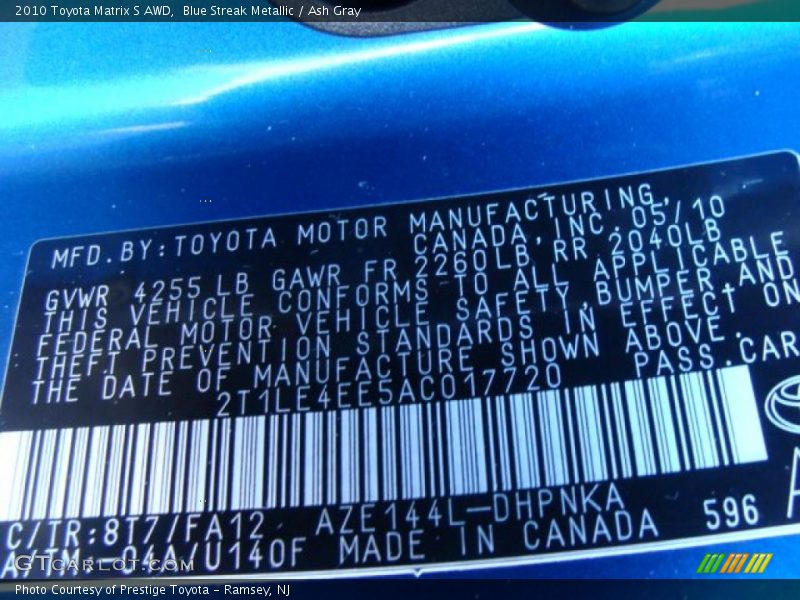 2010 Toyota Matrix S AWD, Blue Streak Metallic / Ash Gray
MFD. BY: TOYOTA MOTOR MANUFACTURING,
CANADA, INC. 05/10
GVWR 4255 LB GAWR FR 2260LB, RR 2040LB
THIS VEHICLE CONFORMS TO ALL APPLICABLE
FEDERAL MOTOR VEHICLE SAFETY, BUMPER AND
THEFT PREVENTION STANDARDS IN EFFECT ON
THE DATE OF MANUFACTURE SHOWN ABOVE.
2T1LE4EE5AC017720 PASS. CAR
C/TR: 8T7/FA12 AZE144L-DHPNKA 596
A/TM: -04A/U140F MADE IN CANADA
GTcarlot.com
Photo Courtesy of Prestige Toyota - Ramsey, NJ